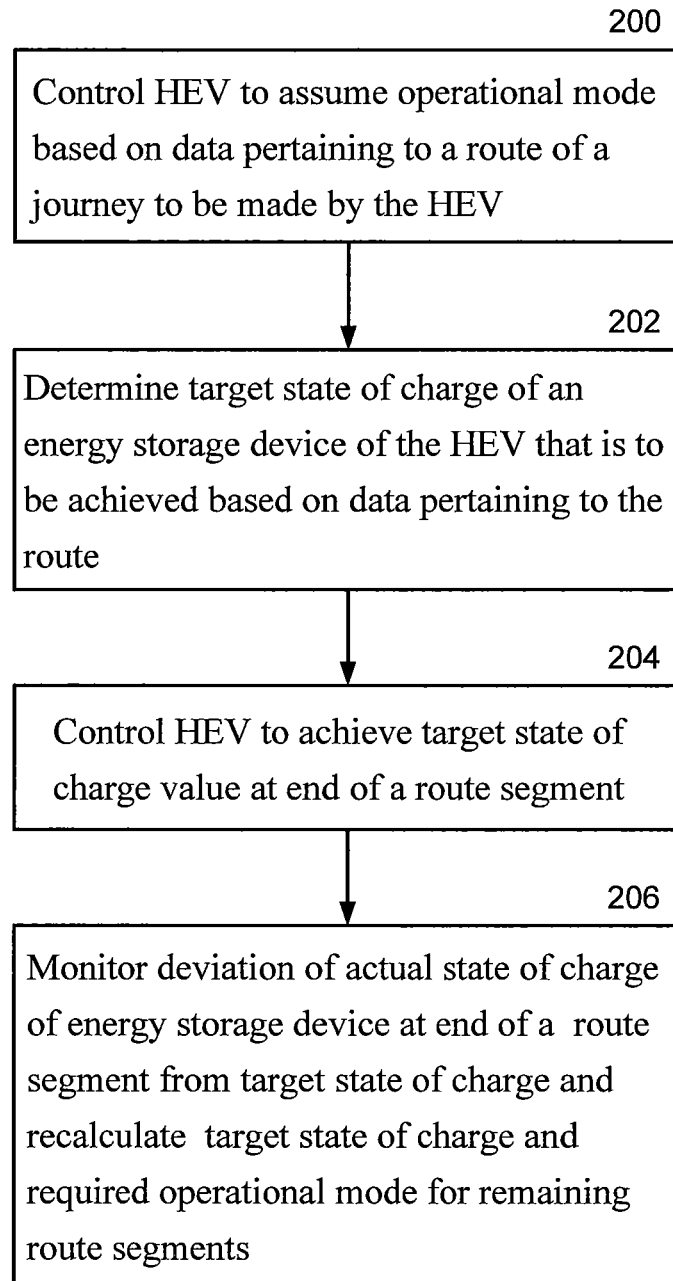 200
Control HEV to assume operational mode
based on data pertaining to a route of a
journey to be made by the HEV
202
Determine target state of charge of an
energy storage device of the HEV that is to
be achieved based on data pertaining to the
route
204
Control HEV to achieve target state of
charge value at end of a route segment
206
Monitor deviation of actual state of charge
of energy storage device at end of a route
segment from target state of charge and
recalculate target state of charge and
required operational mode for remaining
route segments